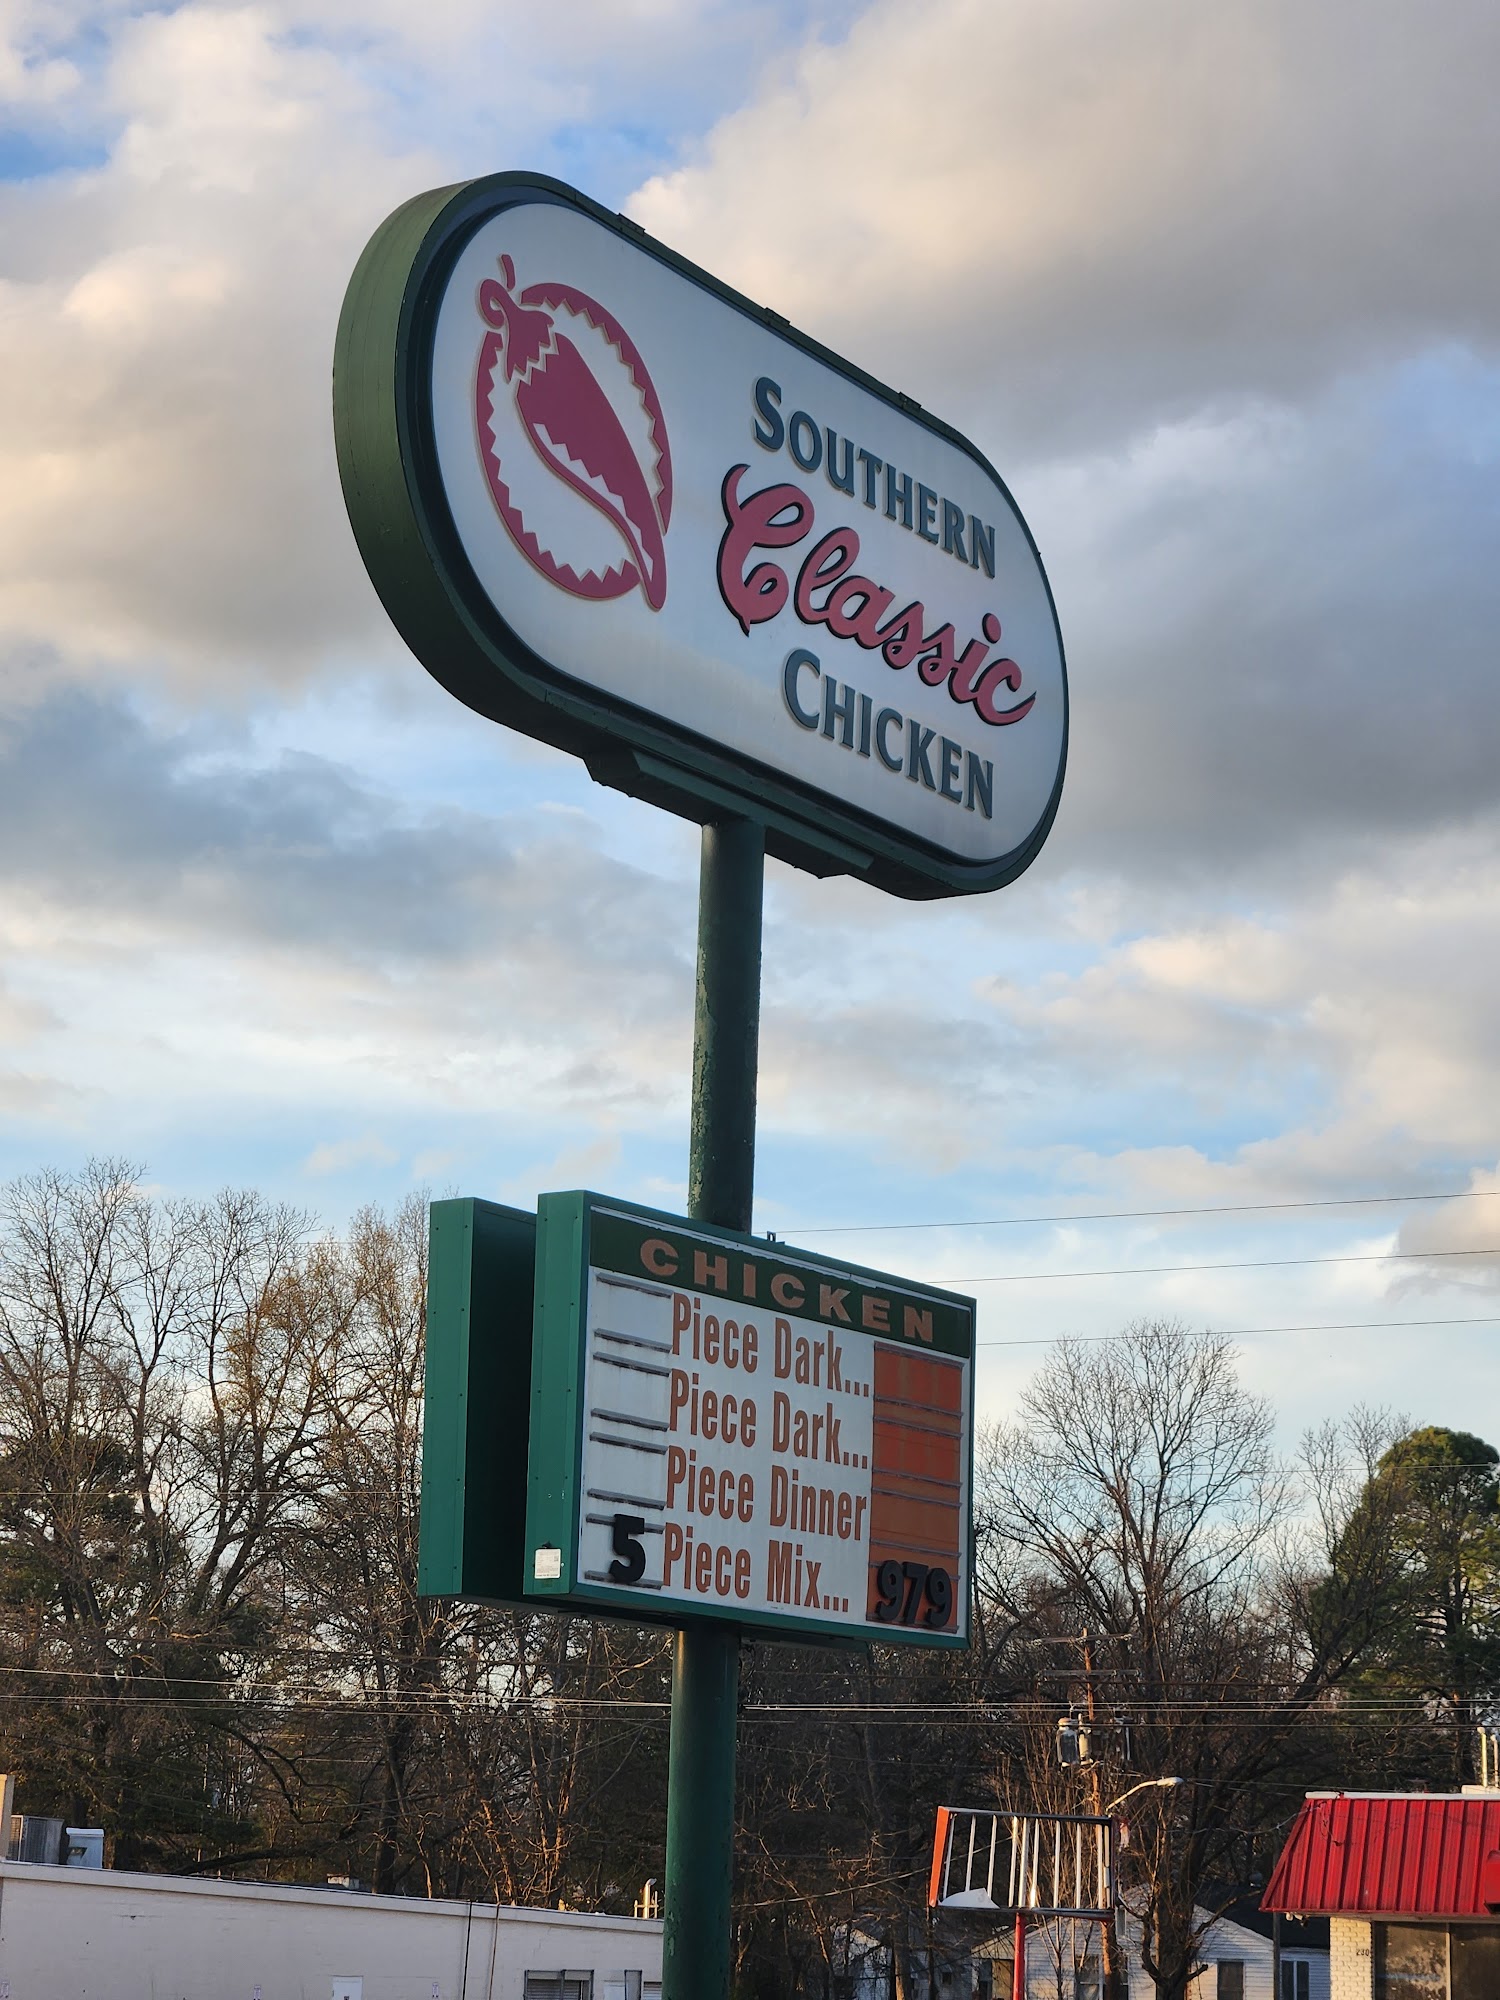 SOUTHERN
Classic
CHICKEN
CHICKEN
Piece Dark...
Piece Dark...
Piece Dinner
5 Piece Mix... 979